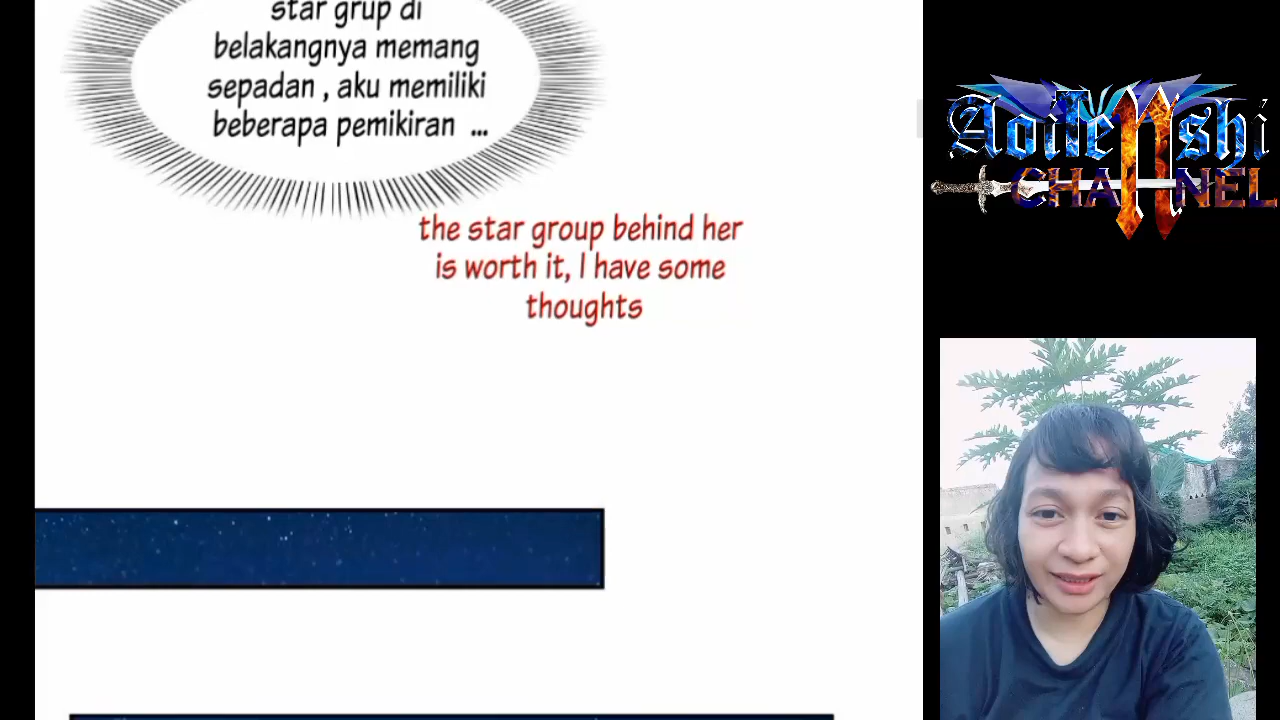 star grup di
belakangnya memang
sepadan , aku memiliki
beberapa pemikiran ...
the star group behind her
is worth it, I have some
thoughts
CHANNEL